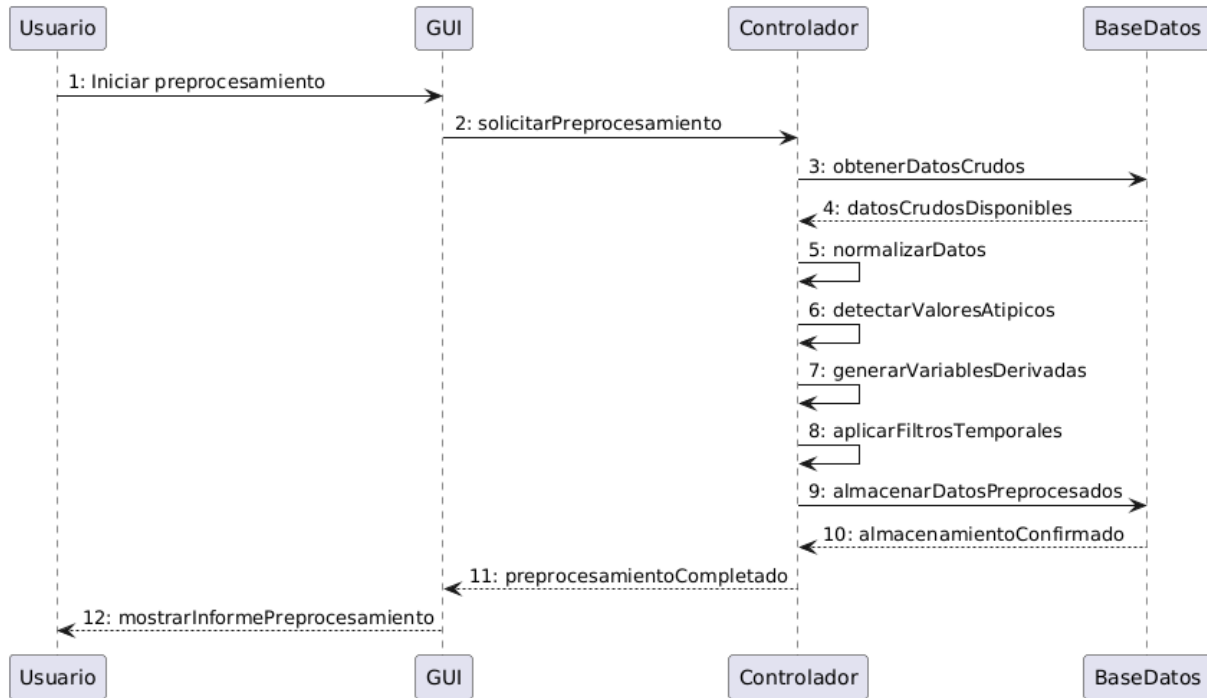 Usuario
GUI
Controlador
BaseDatos
1: Iniciar preprocesamiento
2: solicitarPreprocesamiento
3: obtenerDatosCrudos
4: datosCrudosDisponibles
5: normalizarDatos
6: detectarValoresAtipicos
7: generarVariablesDerivadas
8: aplicarFiltrosTemporales
9: almacenarDatosPreprocesados
10: almacenamientoConfirmado
11: preprocesamientoCompletado
12: mostrarInformePreprocesamiento
Usuario
GUI
Controlador
BaseDatos